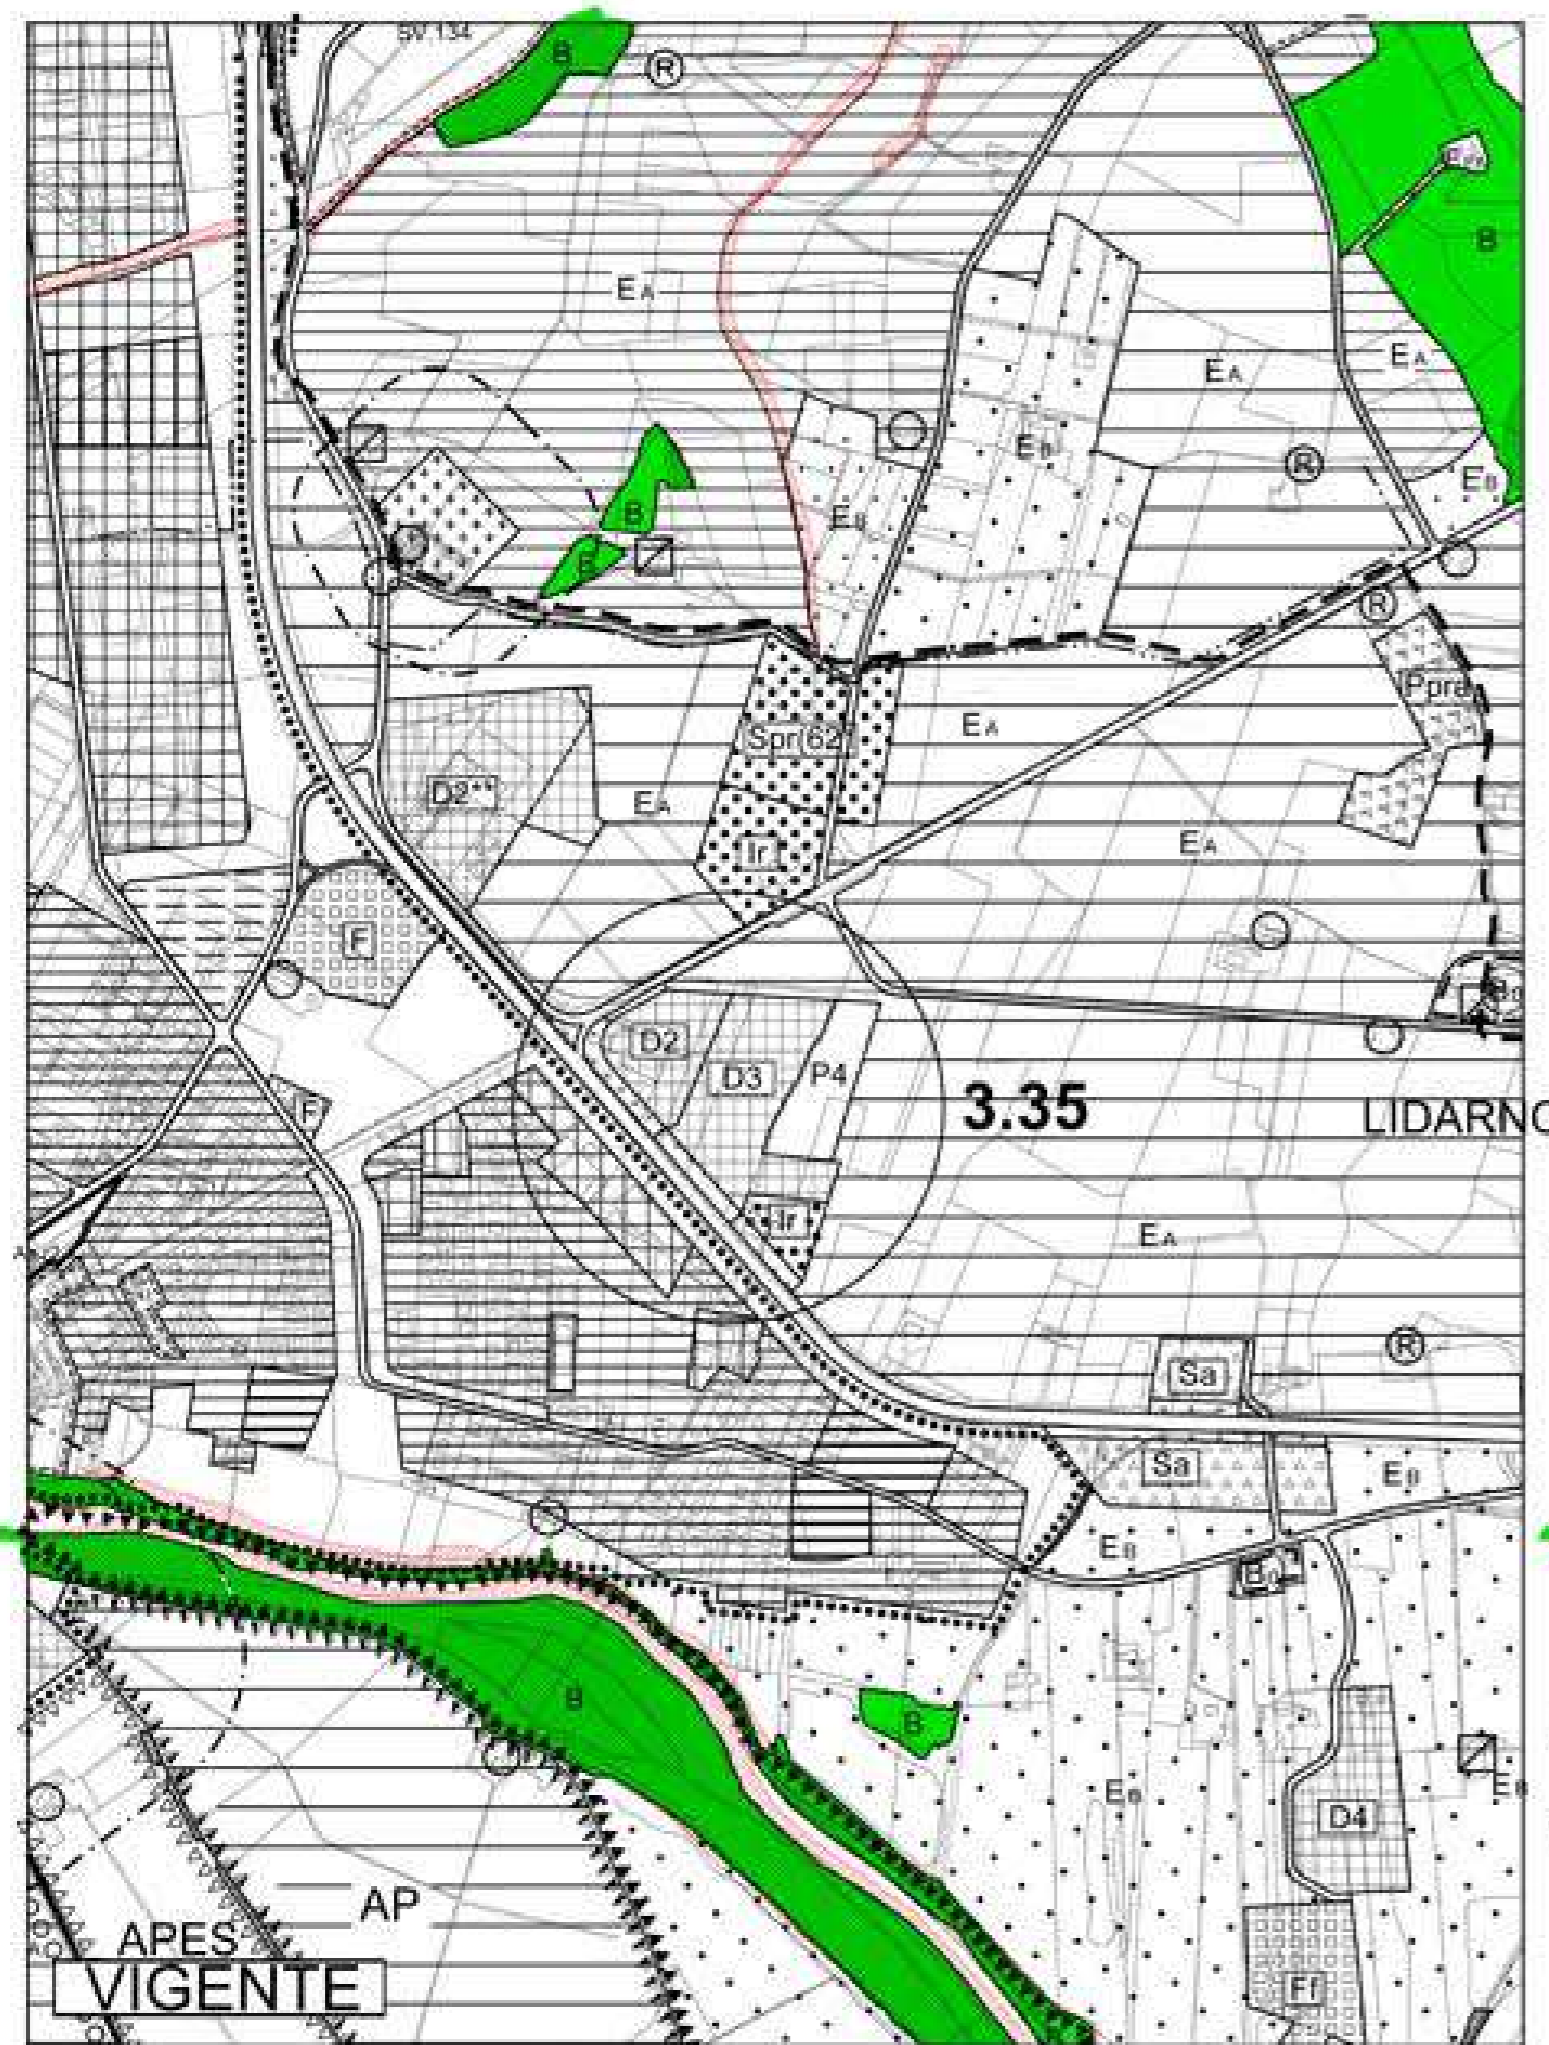 SV.134
B
R
B
EA
EA
EA
R
EB
EB
EB
B
B
R
Ppra
Spr(62
EA
D2**
EA
EA
Ir
F
D2
D3
P4
3.35
LIDARNO
F
Ir
EA
R
Sa
Sa
EB
EB
B
B
EB
EB
D4
AP
APES
VIGENTE
Ff